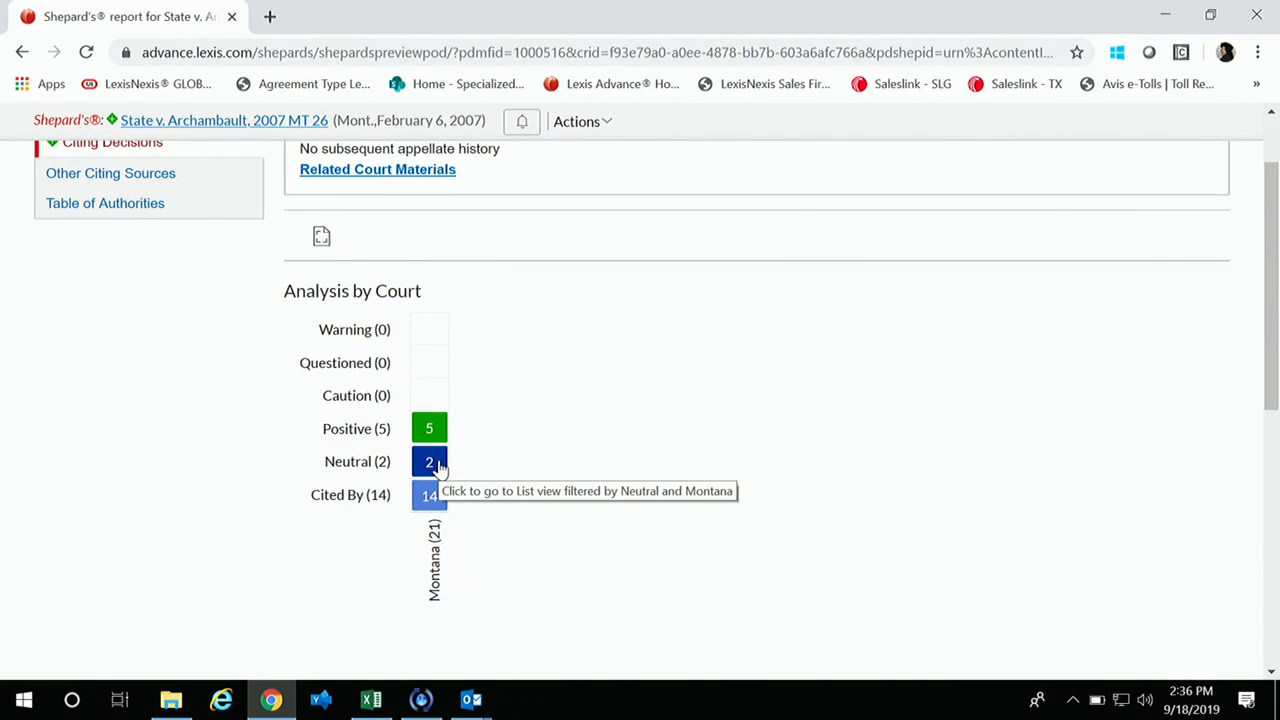 Shepard's® report for State v. Ar
advance.lexis.com/shepards/shepardspreviewpod/?pdmfid=1000516&crid=f93e79a0-a0ee-4878-bb7b-603a6afc766a&pdshepid=urn%3AcontentI...
Apps
LexisNexis® GLOB...
Agreement Type Le...
Home - Specialized...
Lexis Advance® Ho...
LexisNexis Sales Fir...
Saleslink - SLG
Saleslink - TX
Avis e-Tolls | Toll Re...
»
Shepard's®: State v. Archambault, 2007 MT 26 (Mont.,February 6, 2007)
Actions
Citing Decisions
Other Citing Sources
Table of Authorities
No subsequent appellate history
Related Court Materials
Analysis by Court
Warning (0)
Questioned (0)
Caution (0)
Positive (5) 5
Neutral (2) 2
Cited By (14) 14
Click to go to List view filtered by Neutral and Montana
Montana (21)
2:36 PM
9/18/2019